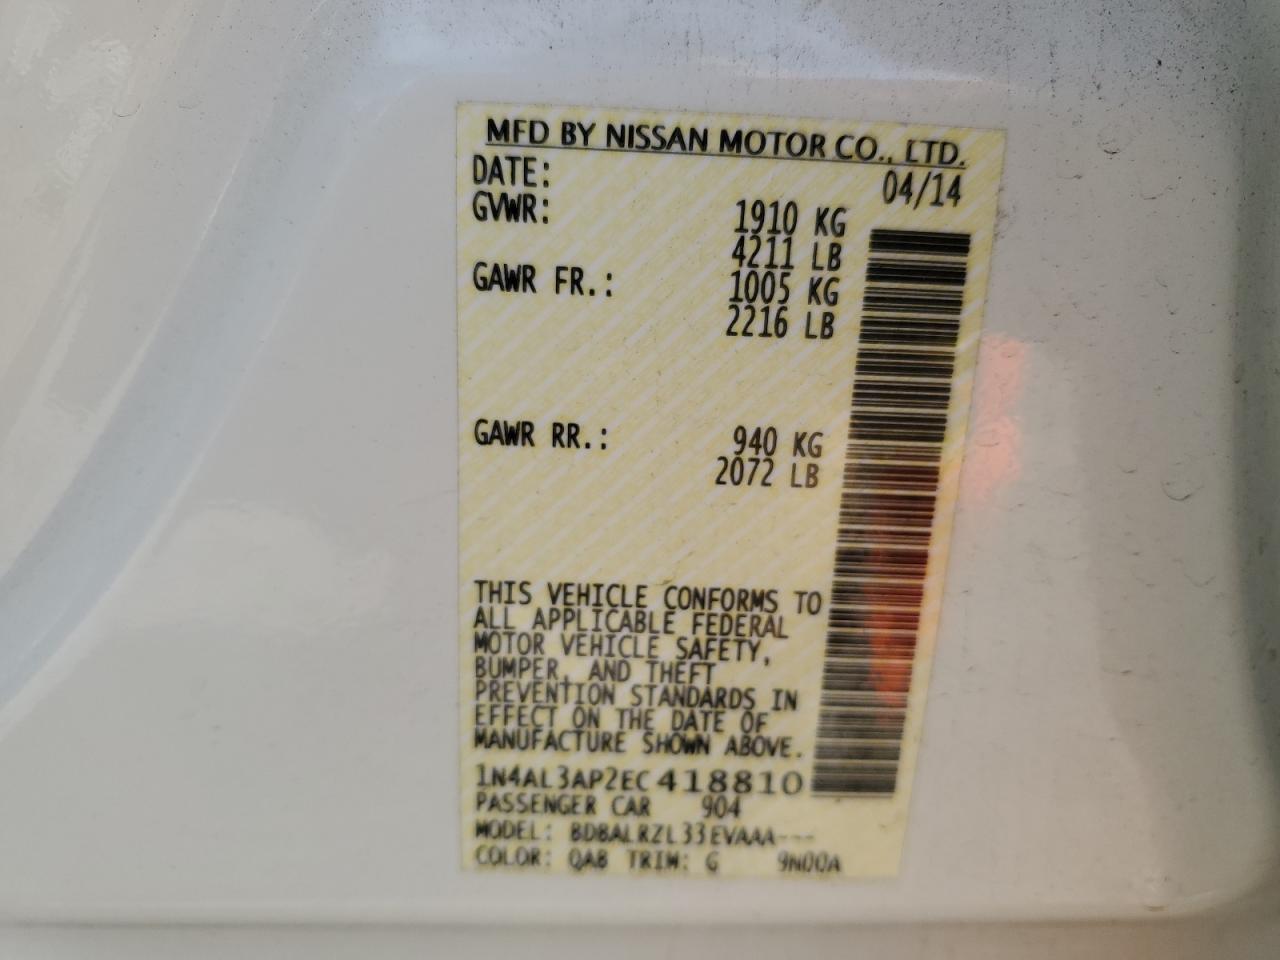 MFD BY NISSAN MOTOR CO., LTD.
DATE: 04/14
GVWR: 1910 KG
4211 LB
GAWR FR.: 1005 KG
2216 LB
GAWR RR.: 940 KG
2072 LB
THIS VEHICLE CONFORMS TO
ALL APPLICABLE FEDERAL
MOTOR VEHICLE SAFETY,
BUMPER, AND THEFT
PREVENTION STANDARDS IN
EFFECT ON THE DATE OF
MANUFACTURE SHOWN ABOVE.
1N4AL3AP2EC418810
PASSENGER CAR 904
MODEL: BDBALRZL33EVAAA---
COLOR: QAB TRIM: G 9N00A